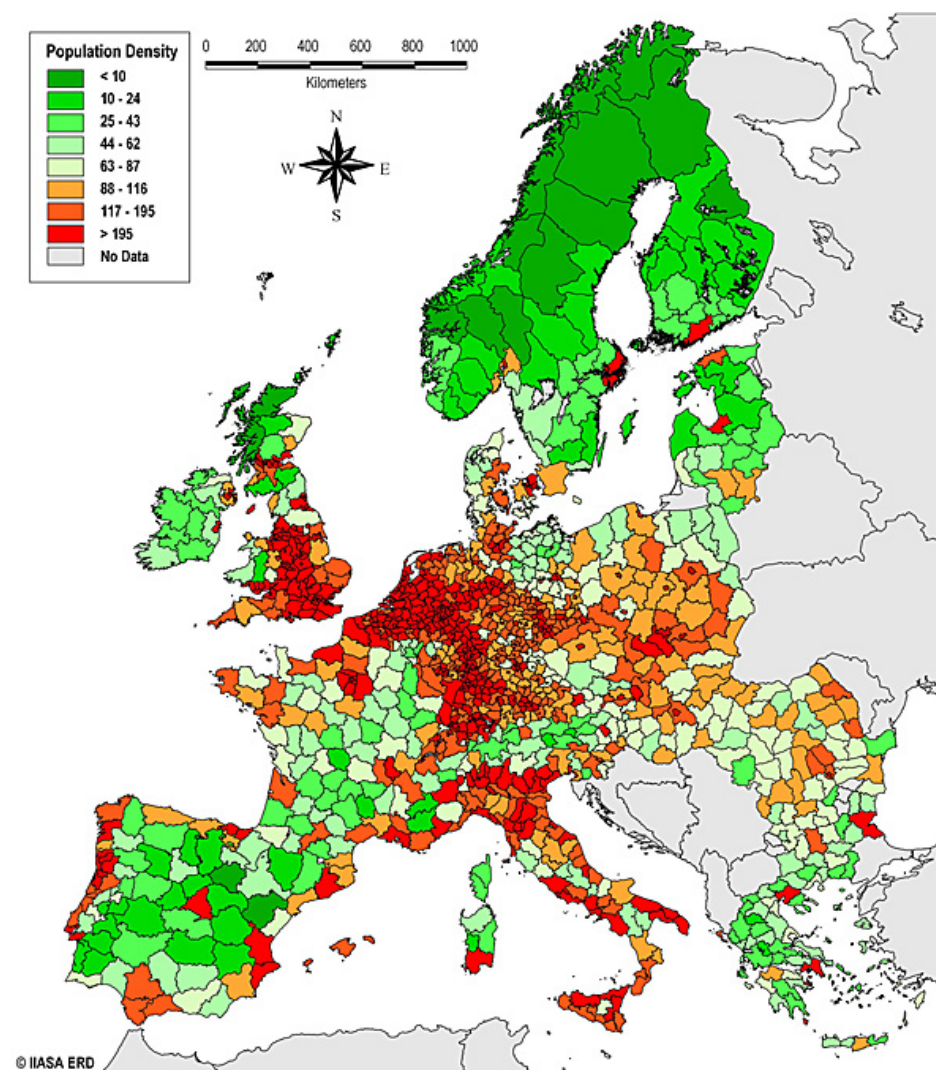 Population Density
< 10
10 - 24
25 - 43
44 - 62
63 - 87
88 - 116
117 - 195
> 195
No Data
0 200 400 600 800 1000
Kilometers
N
W E
S
© IIASA ERD